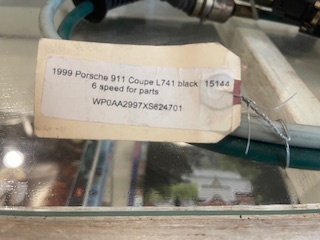 1999 Porsche 911 Coupe L741 black 15144
6 speed for parts
WP0AA2997XS624701